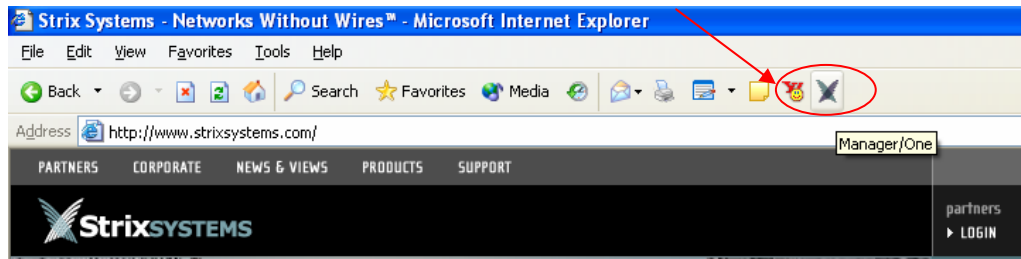 Strix Systems - Networks Without Wires™ - Microsoft Internet Explorer
File Edit View Favorites Tools Help
Back Search Favorites Media
Address http://www.strixsystems.com/
Manager/One
PARTNERS CORPORATE NEWS & VIEWS PRODUCTS SUPPORT
StrixSYSTEMS
partners
LOGIN